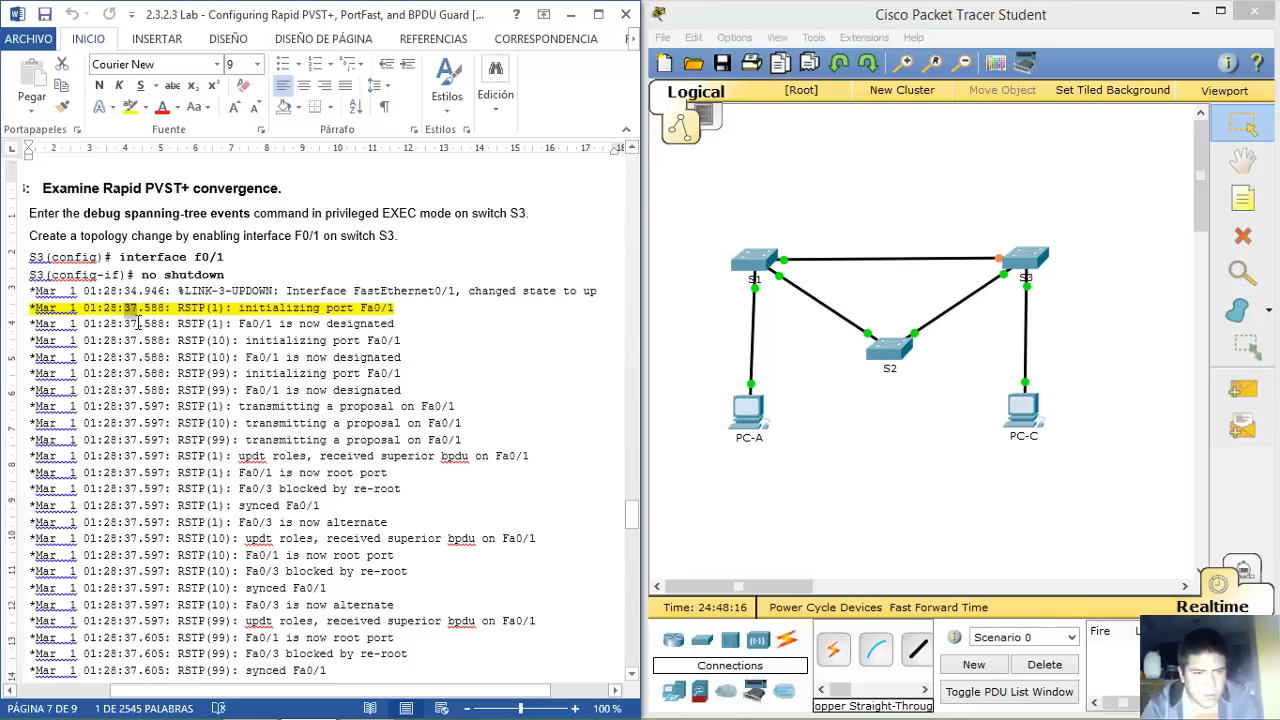 2.3.2.3 Lab - Configuring Rapid PVST+, PortFast, and BPDU Guard [...
ARCHIVO INICIO INSERTAR DISEÑO DISEÑO DE PÁGINA REFERENCIAS CORRESPONDENCIA
Courier New 9
Pegar
N K S abc x₂ x²
Estilos
Edición
Portapapeles Fuente Párrafo Estilos
2 3 4 5 6 7 8 9 10 11 12 13 14 15 16 17 18
Examine Rapid PVST+ convergence.
Enter the debug spanning-tree events command in privileged EXEC mode on switch S3.
Create a topology change by enabling interface F0/1 on switch S3.
S3(config)# interface f0/1
S3(config-if)# no shutdown
*Mar 1 01:28:34.946: %LINK-3-UPDOWN: Interface FastEthernet0/1, changed state to up
*Mar 1 01:28:37.588: RSTP(1): initializing port Fa0/1
*Mar 1 01:28:37.588: RSTP(1): Fa0/1 is now designated
*Mar 1 01:28:37.588: RSTP(10): initializing port Fa0/1
*Mar 1 01:28:37.588: RSTP(10): Fa0/1 is now designated
*Mar 1 01:28:37.588: RSTP(99): initializing port Fa0/1
*Mar 1 01:28:37.588: RSTP(99): Fa0/1 is now designated
*Mar 1 01:28:37.597: RSTP(1): transmitting a proposal on Fa0/1
*Mar 1 01:28:37.597: RSTP(10): transmitting a proposal on Fa0/1
*Mar 1 01:28:37.597: RSTP(99): transmitting a proposal on Fa0/1
*Mar 1 01:28:37.597: RSTP(1): updt roles, received superior bpdu on Fa0/1
*Mar 1 01:28:37.597: RSTP(1): Fa0/1 is now root port
*Mar 1 01:28:37.597: RSTP(1): Fa0/3 blocked by re-root
*Mar 1 01:28:37.597: RSTP(1): synced Fa0/1
*Mar 1 01:28:37.597: RSTP(1): Fa0/3 is now alternate
*Mar 1 01:28:37.597: RSTP(10): updt roles, received superior bpdu on Fa0/1
*Mar 1 01:28:37.597: RSTP(10): Fa0/1 is now root port
*Mar 1 01:28:37.597: RSTP(10): Fa0/3 blocked by re-root
*Mar 1 01:28:37.597: RSTP(10): synced Fa0/1
*Mar 1 01:28:37.597: RSTP(10): Fa0/3 is now alternate
*Mar 1 01:28:37.597: RSTP(99): updt roles, received superior bpdu on Fa0/1
*Mar 1 01:28:37.605: RSTP(99): Fa0/1 is now root port
*Mar 1 01:28:37.605: RSTP(99): Fa0/3 blocked by re-root
*Mar 1 01:28:37.605: RSTP(99): synced Fa0/1
PÁGINA 7 DE 9 1 DE 2545 PALABRAS 100 %
Cisco Packet Tracer Student
File Edit Options View Tools Extensions Help
Logical [Root] New Cluster Move Object Set Tiled Background Viewport
S1
S3
S2
PC-A
PC-C
Time: 24:48:16 Power Cycle Devices Fast Forward Time Realtime
Scenario 0 Fire
Connections New Delete
Toggle PDU List Window
opper Straight-Throug